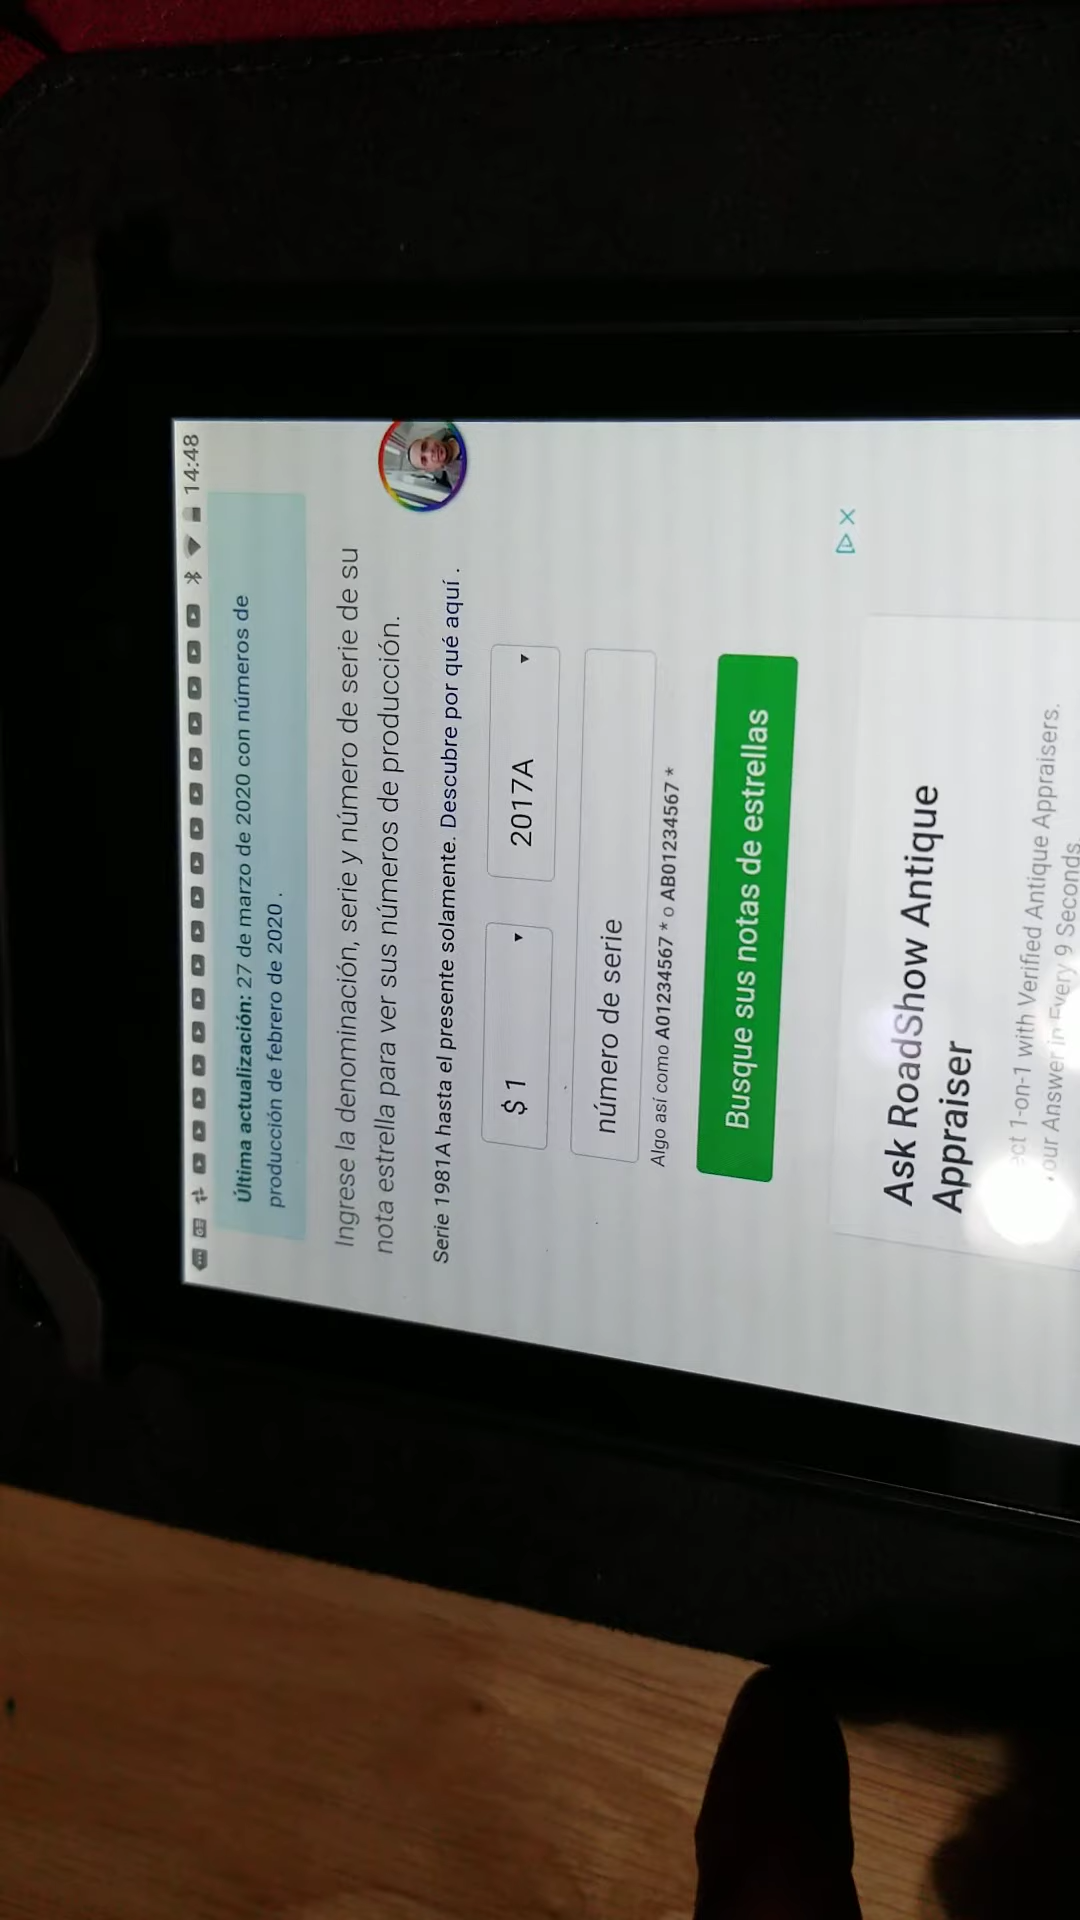 14:48
Última actualización: 27 de marzo de 2020 con números de
producción de febrero de 2020 .
Ingrese la denominación, serie y número de serie de su
nota estrella para ver sus números de producción.
Serie 1981A hasta el presente solamente. Descubre por qué aquí .
$ 1
2017A
número de serie
Algo así como A01234567 * o AB01234567 *
Busque sus notas de estrellas
Ask RoadShow Antique
Appraiser
1-on-1 with Verified Antique Appraisers.
Answer in Every 9 Seconds